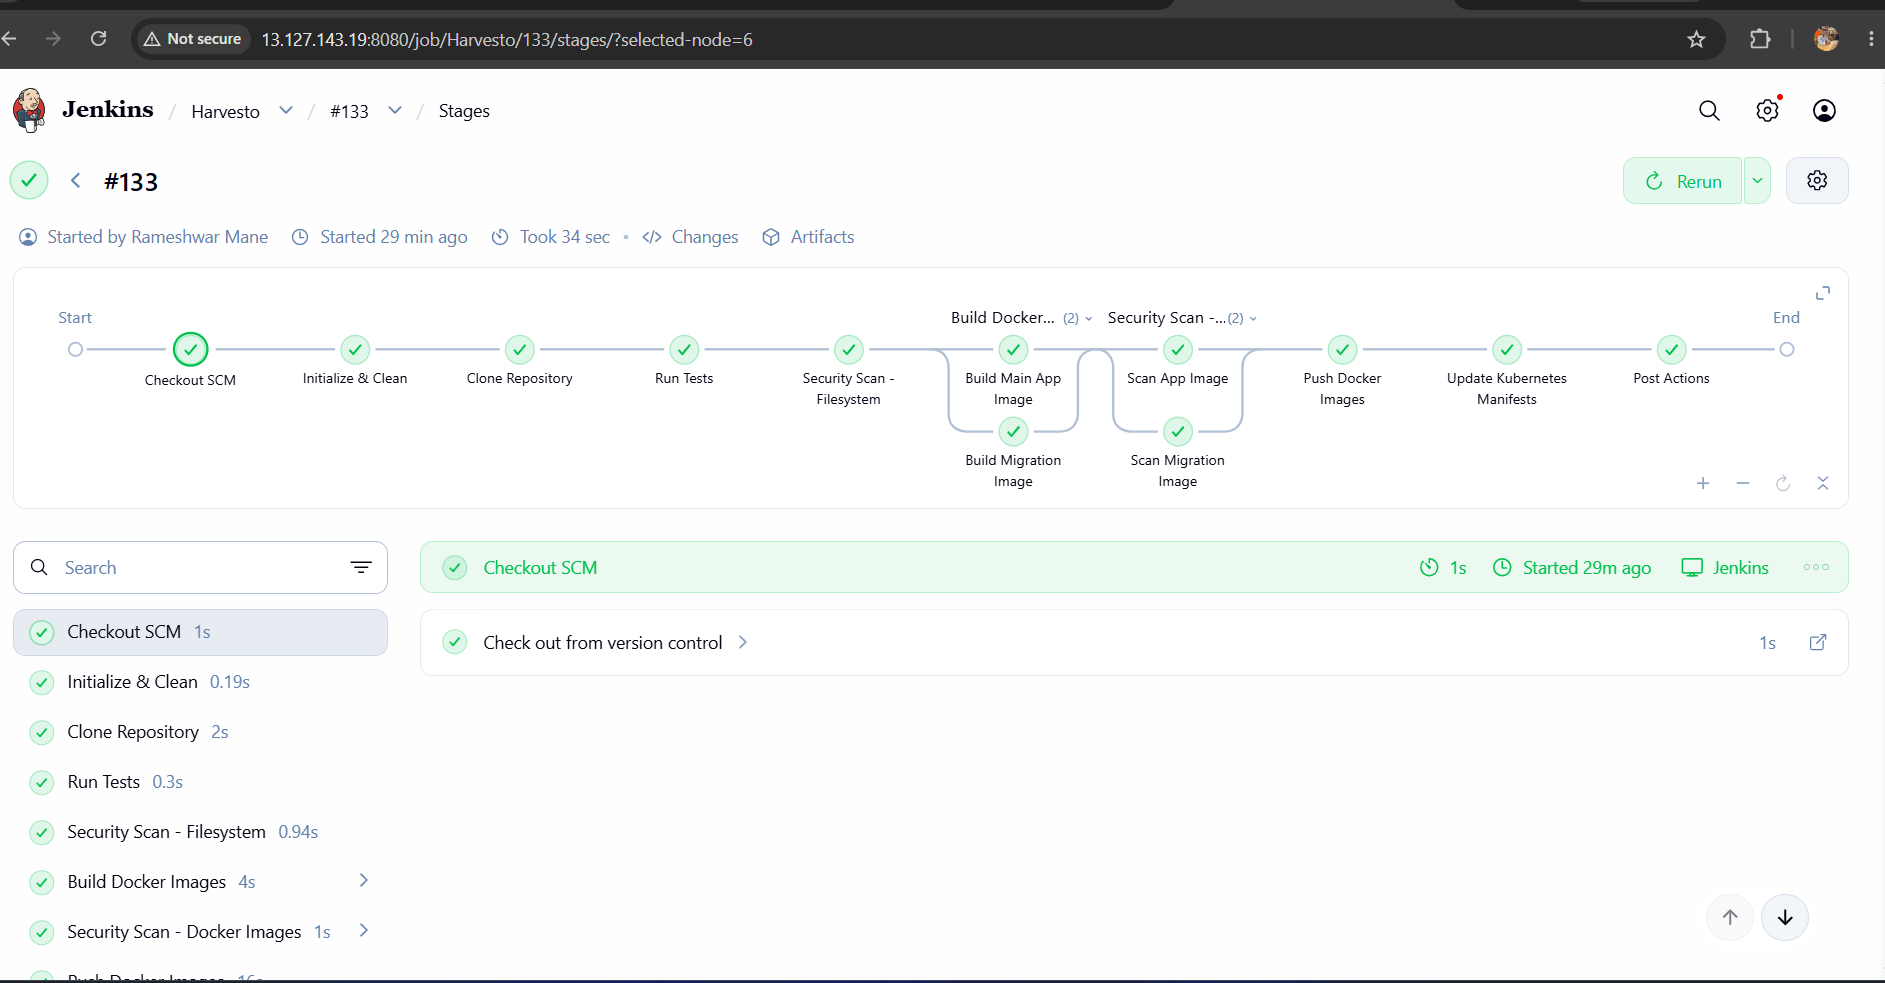 Not secure 13.127.143.19:8080/job/Harvesto/133/stages/?selected-node=6
Jenkins / Harvesto / #133 / Stages
#133
Rerun
Started by Rameshwar Mane Started 29 min ago Took 34 sec • </> Changes Artifacts
Build Docker... (2) Security Scan -...(2)
Start
End
Checkout SCM
Initialize & Clean
Clone Repository
Run Tests
Security Scan -
Filesystem
Build Main App
Image
Scan App Image
Push Docker
Images
Update Kubernetes
Manifests
Post Actions
Build Migration
Image
Scan Migration
Image
Search
Checkout SCM 1s
Initialize & Clean 0.19s
Clone Repository 2s
Run Tests 0.3s
Security Scan - Filesystem 0.94s
Build Docker Images 4s
Security Scan - Docker Images 1s
Push Docker Images 16s
Checkout SCM 1s Started 29m ago Jenkins
Check out from version control 1s